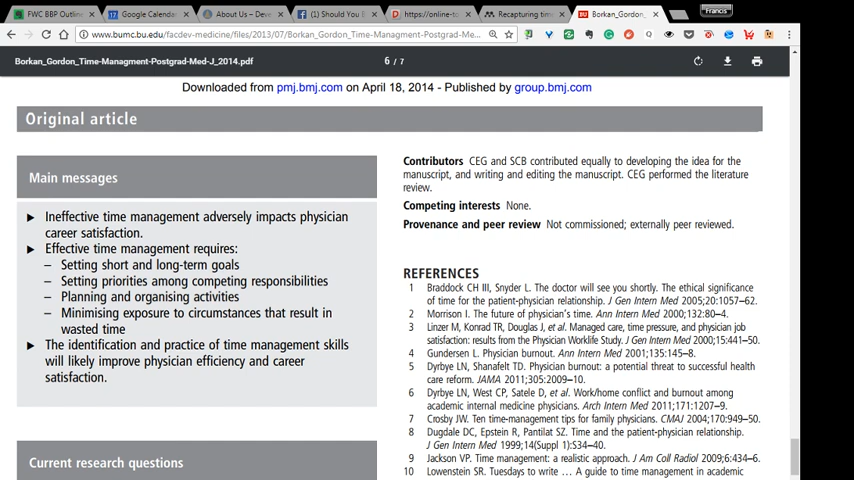 FWC BBP Outlin
Google Calendar
About Us – Deve
(1) Should You B
https://online-to
Recapturing time
Borkan_Gordon_
Francis
www.bumc.bu.edu/facdev-medicine/files/2013/07/Borkan_Gordon_Time-Managment-Postgrad-Me...
Borkan_Gordon_Time-Managment-Postgrad-Med-J_2014.pdf
6 / 7
Downloaded from pmj.bmj.com on April 18, 2014 - Published by group.bmj.com
Original article
Main messages
Ineffective time management adversely impacts physician
career satisfaction.
Effective time management requires:
– Setting short and long-term goals
– Setting priorities among competing responsibilities
– Planning and organising activities
– Minimising exposure to circumstances that result in
wasted time
The identification and practice of time management skills
will likely improve physician efficiency and career
satisfaction.
Current research questions
Contributors CEG and SCB contributed equally to developing the idea for the
manuscript, and writing and editing the manuscript. CEG performed the literature
review.
Competing interests None.
Provenance and peer review Not commissioned; externally peer reviewed.
REFERENCES
1 Braddock CH III, Snyder L. The doctor will see you shortly. The ethical significance
of time for the patient-physician relationship. J Gen Intern Med 2005;20:1057–62.
2 Morrison I. The future of physician's time. Ann Intern Med 2000;132:80–4.
3 Linzer M, Konrad TR, Douglas J, et al. Managed care, time pressure, and physician job
satisfaction: results from the Physician Worklife Study. J Gen Intern Med 2000;15:441–50.
4 Gundersen L. Physician burnout. Ann Intern Med 2001;135:145–8.
5 Dyrbye LN, Shanafelt TD. Physician burnout: a potential threat to successful health
care reform. JAMA 2011;305:2009–10.
6 Dyrbye LN, West CP, Satele D, et al. Work/home conflict and burnout among
academic internal medicine physicians. Arch Intern Med 2011;171:1207–9.
7 Crosby JW. Ten time-management tips for family physicians. CMAJ 2004;170:949–50.
8 Dugdale DC, Epstein R, Pantilat SZ. Time and the patient-physician relationship.
J Gen Intern Med 1999;14(Suppl 1):S34–40.
9 Jackson VP. Time management: a realistic approach. J Am Coll Radiol 2009;6:434–6.
10 Lowenstein SR. Tuesdays to write … A guide to time management in academic